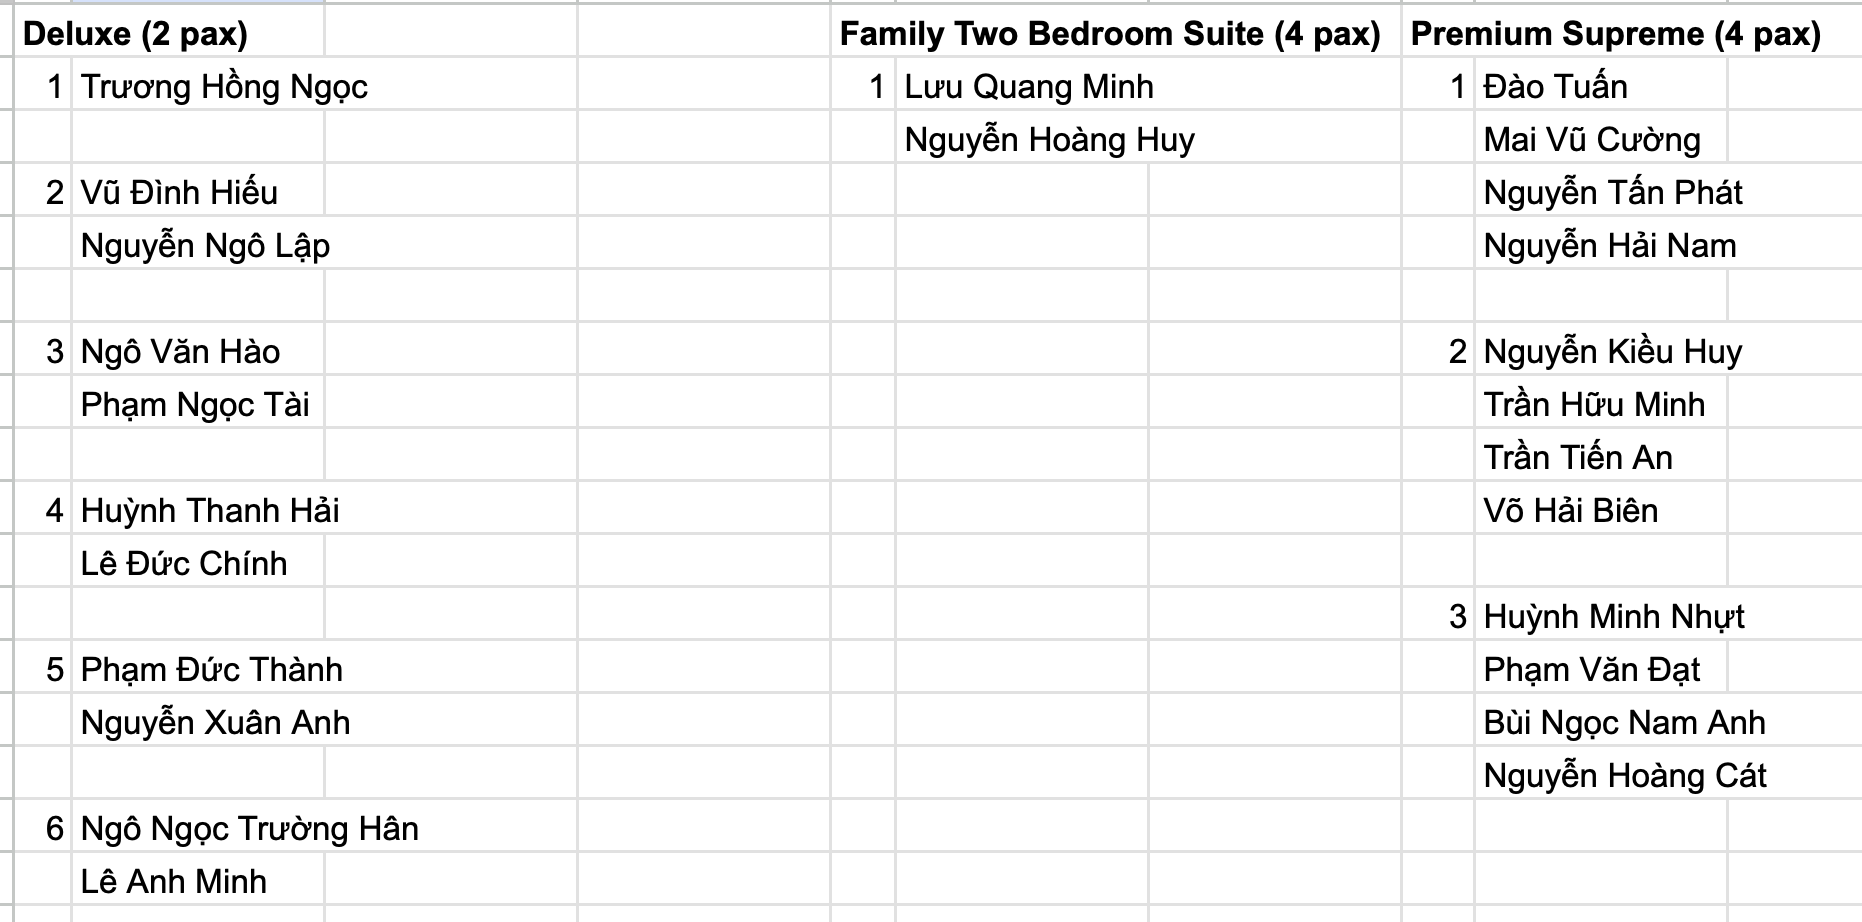 Deluxe (2 pax) Family Two Bedroom Suite (4 pax) Premium Supreme (4 pax)
1 Trương Hồng Ngọc 1 Lưu Quang Minh 1 Đào Tuấn
Nguyễn Hoàng Huy Mai Vũ Cường
2 Vũ Đình Hiếu Nguyễn Tấn Phát
Nguyễn Ngô Lập Nguyễn Hải Nam
3 Ngô Văn Hào 2 Nguyễn Kiều Huy
Phạm Ngọc Tài Trần Hữu Minh
Trần Tiến An
4 Huỳnh Thanh Hải Võ Hải Biên
Lê Đức Chính
3 Huỳnh Minh Nhựt
5 Phạm Đức Thành Phạm Văn Đạt
Nguyễn Xuân Anh Bùi Ngọc Nam Anh
Nguyễn Hoàng Cát
6 Ngô Ngọc Trường Hân
Lê Anh Minh